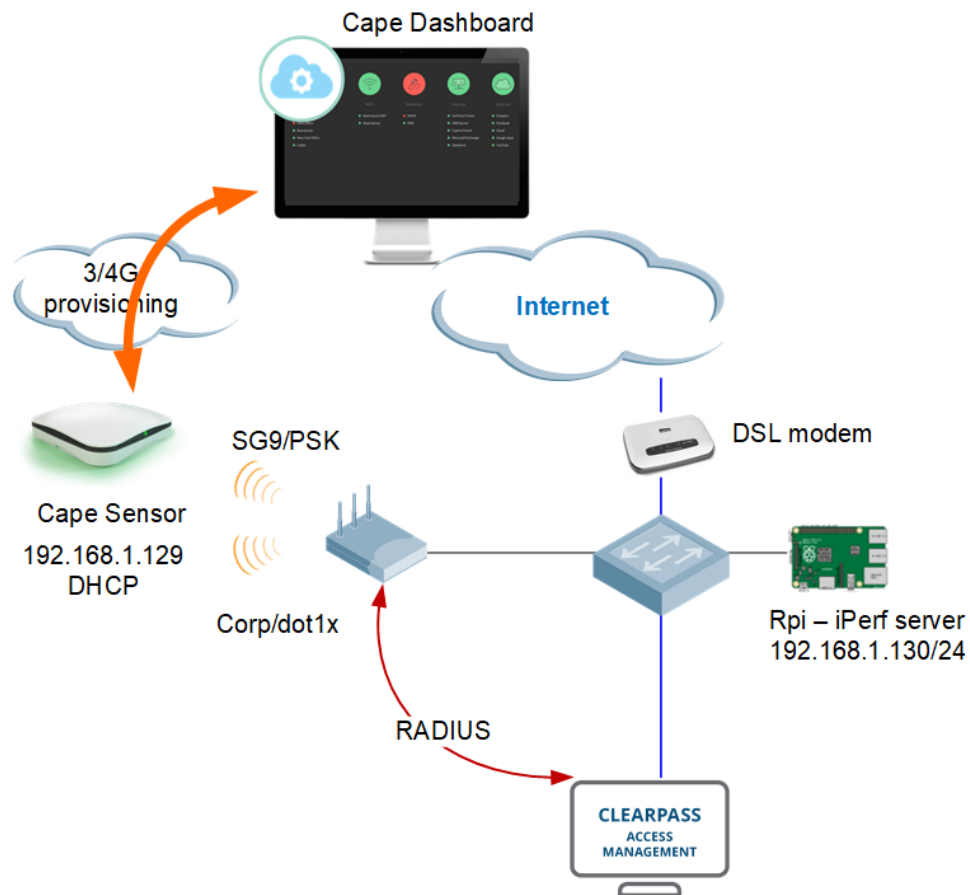 Cape Dashboard
3/4G
provisioning
Internet
DSL modem
SG9/PSK
Cape Sensor
192.168.1.129
DHCP
Corp/dot1x
Rpi – iPerf server
192.168.1.130/24
RADIUS
CLEARPASS
ACCESS
MANAGEMENT